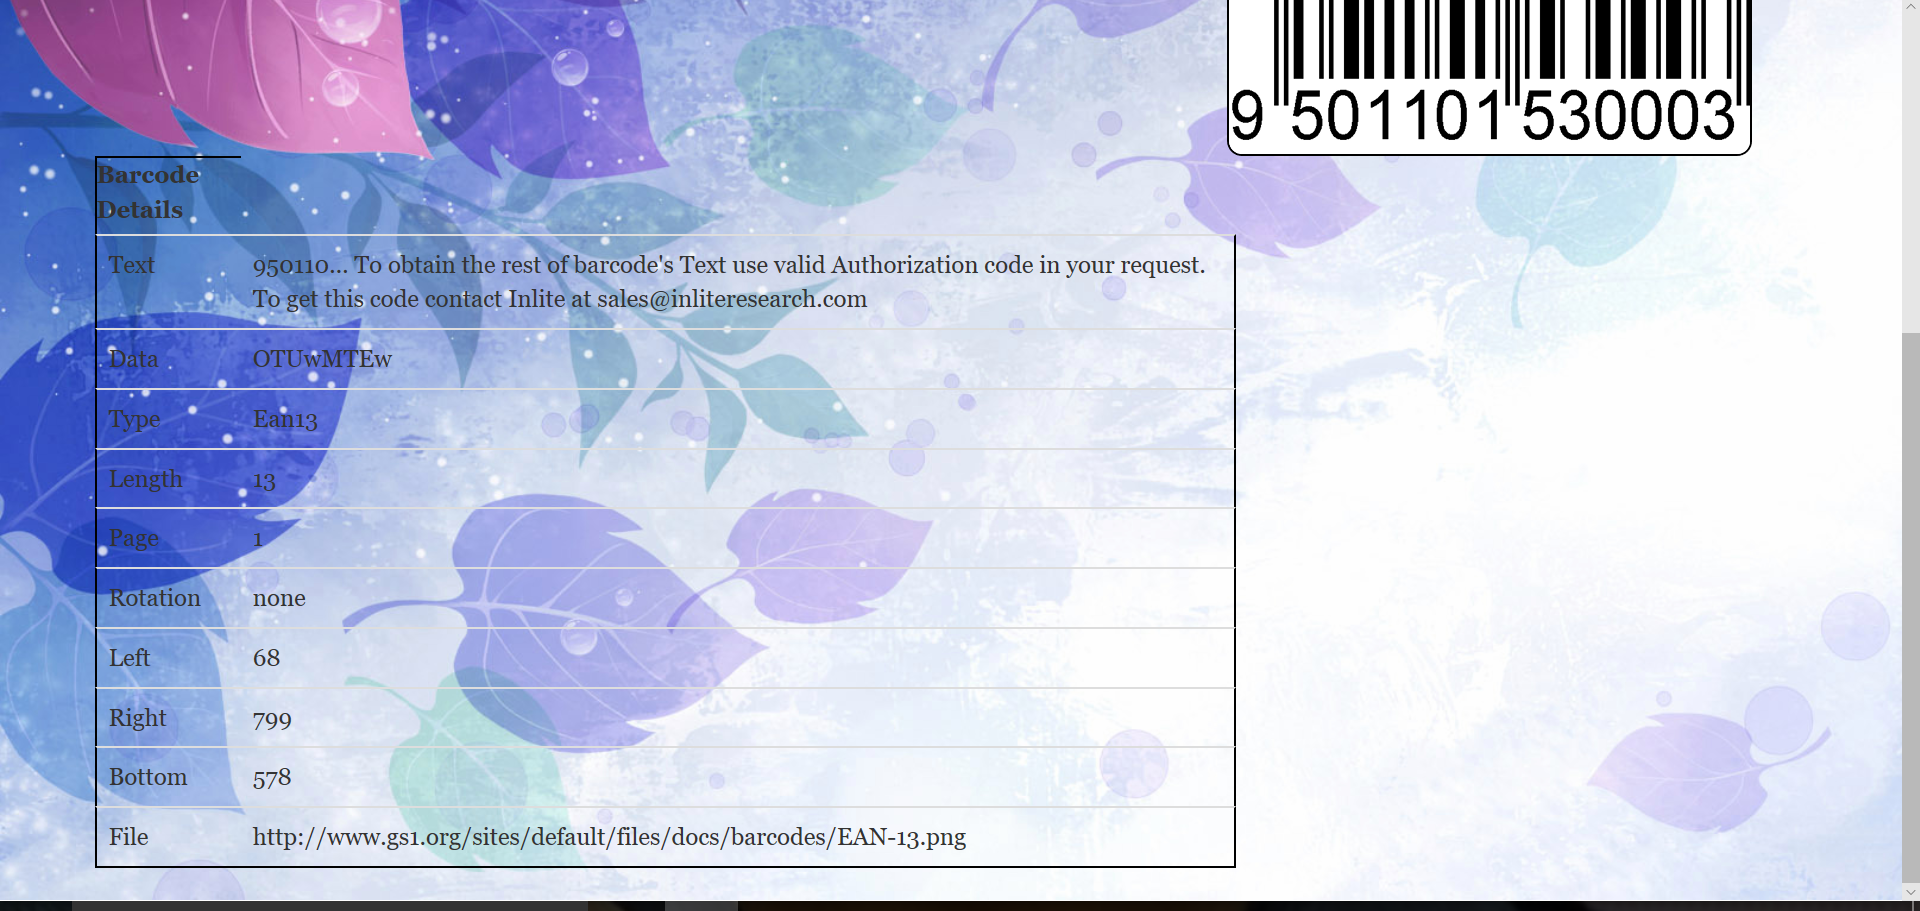 9 501101 530003
Barcode
Details
Text 950110... To obtain the rest of barcode's Text use valid Authorization code in your request.
To get this code contact Inlite at sales@inliteresearch.com
Data OTUwMTEw
Type Ean13
Length 13
Page 1
Rotation none
Left 68
Right 799
Bottom 578
File http://www.gs1.org/sites/default/files/docs/barcodes/EAN-13.png